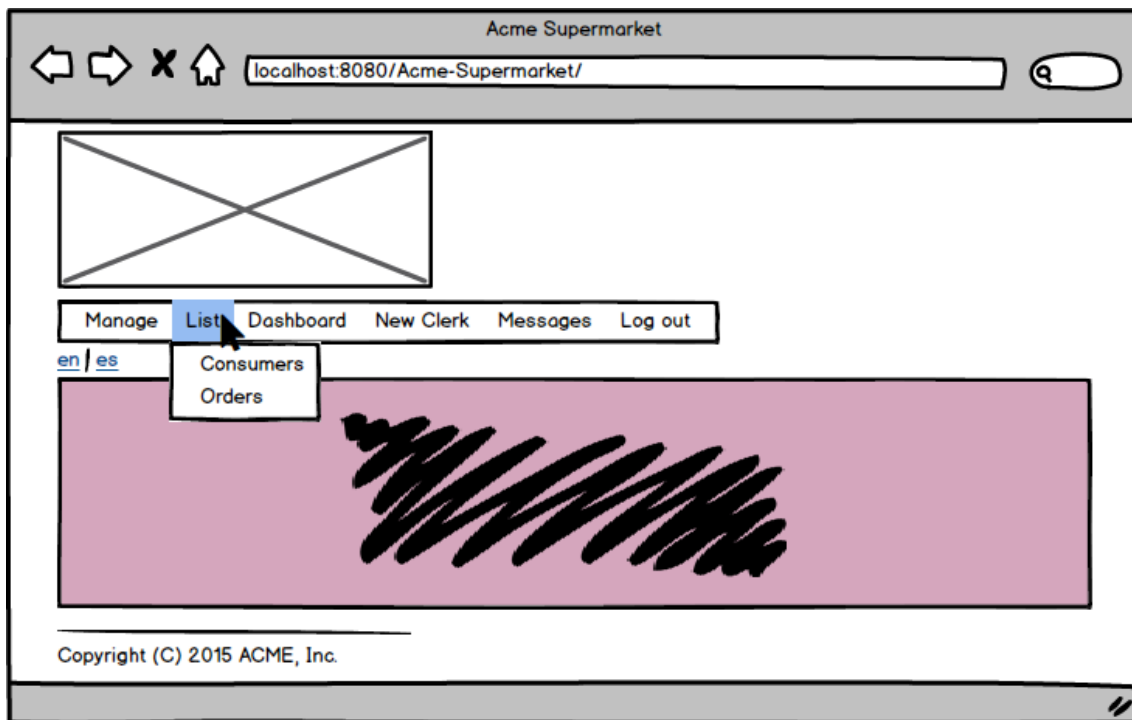 Acme Supermarket
localhost:8080/Acme-Supermarket/
Manage List Dashboard New Clerk Messages Log out
en / es
Consumers
Orders
Copyright (C) 2015 ACME, Inc.